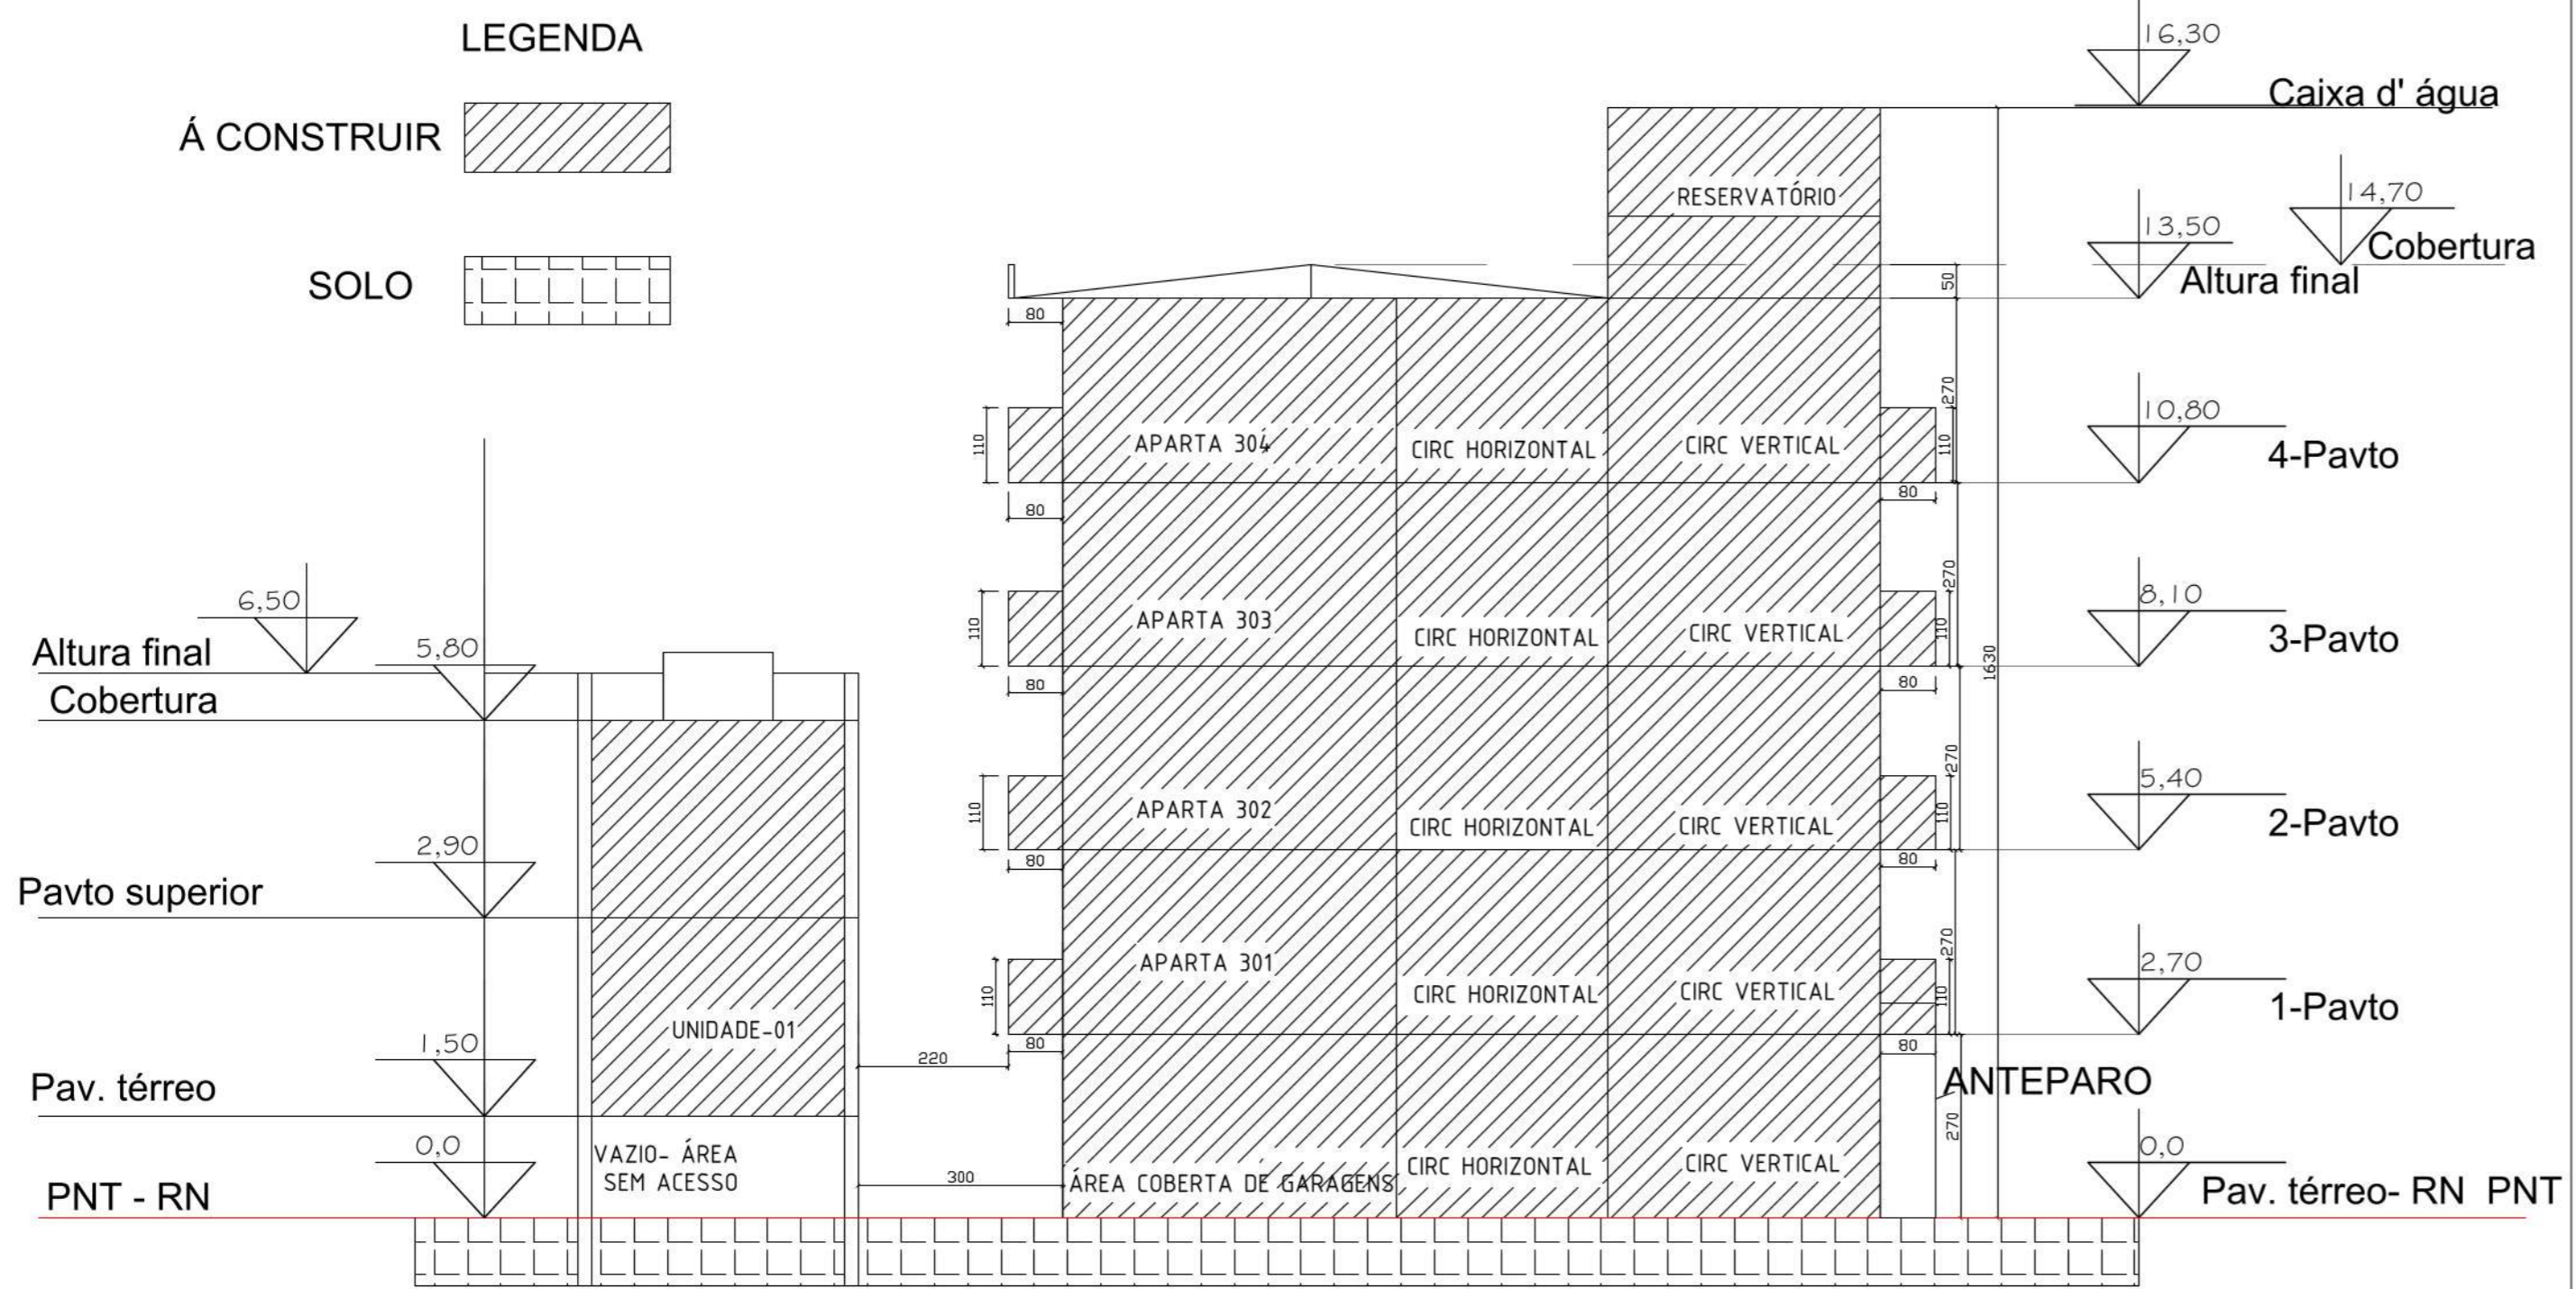 LEGENDA
Á CONSTRUIR
SOLO
16,30
Caixa d' água
14,70
Cobertura
13,50
Altura final
RESERVATÓRIO
50
80
270
110
110
APARTA 304
CIRC HORIZONTAL
CIRC VERTICAL
10,80
4-Pavto
80
80
6,50
Altura final
5,80
Cobertura
270
110
110
APARTA 303
CIRC HORIZONTAL
CIRC VERTICAL
8,10
3-Pavto
80
80
1630
270
110
110
APARTA 302
CIRC HORIZONTAL
CIRC VERTICAL
5,40
2-Pavto
80
80
2,90
Pavto superior
270
110
110
APARTA 301
CIRC HORIZONTAL
CIRC VERTICAL
2,70
1-Pavto
UNIDADE-01
80
80
220
1,50
Pav. térreo
ANTEPARO
270
0,0
PNT - RN
VAZIO- ÁREA
SEM ACESSO
300
ÁREA COBERTA DE GARAGENS
CIRC HORIZONTAL
CIRC VERTICAL
0,0
Pav. térreo- RN PNT